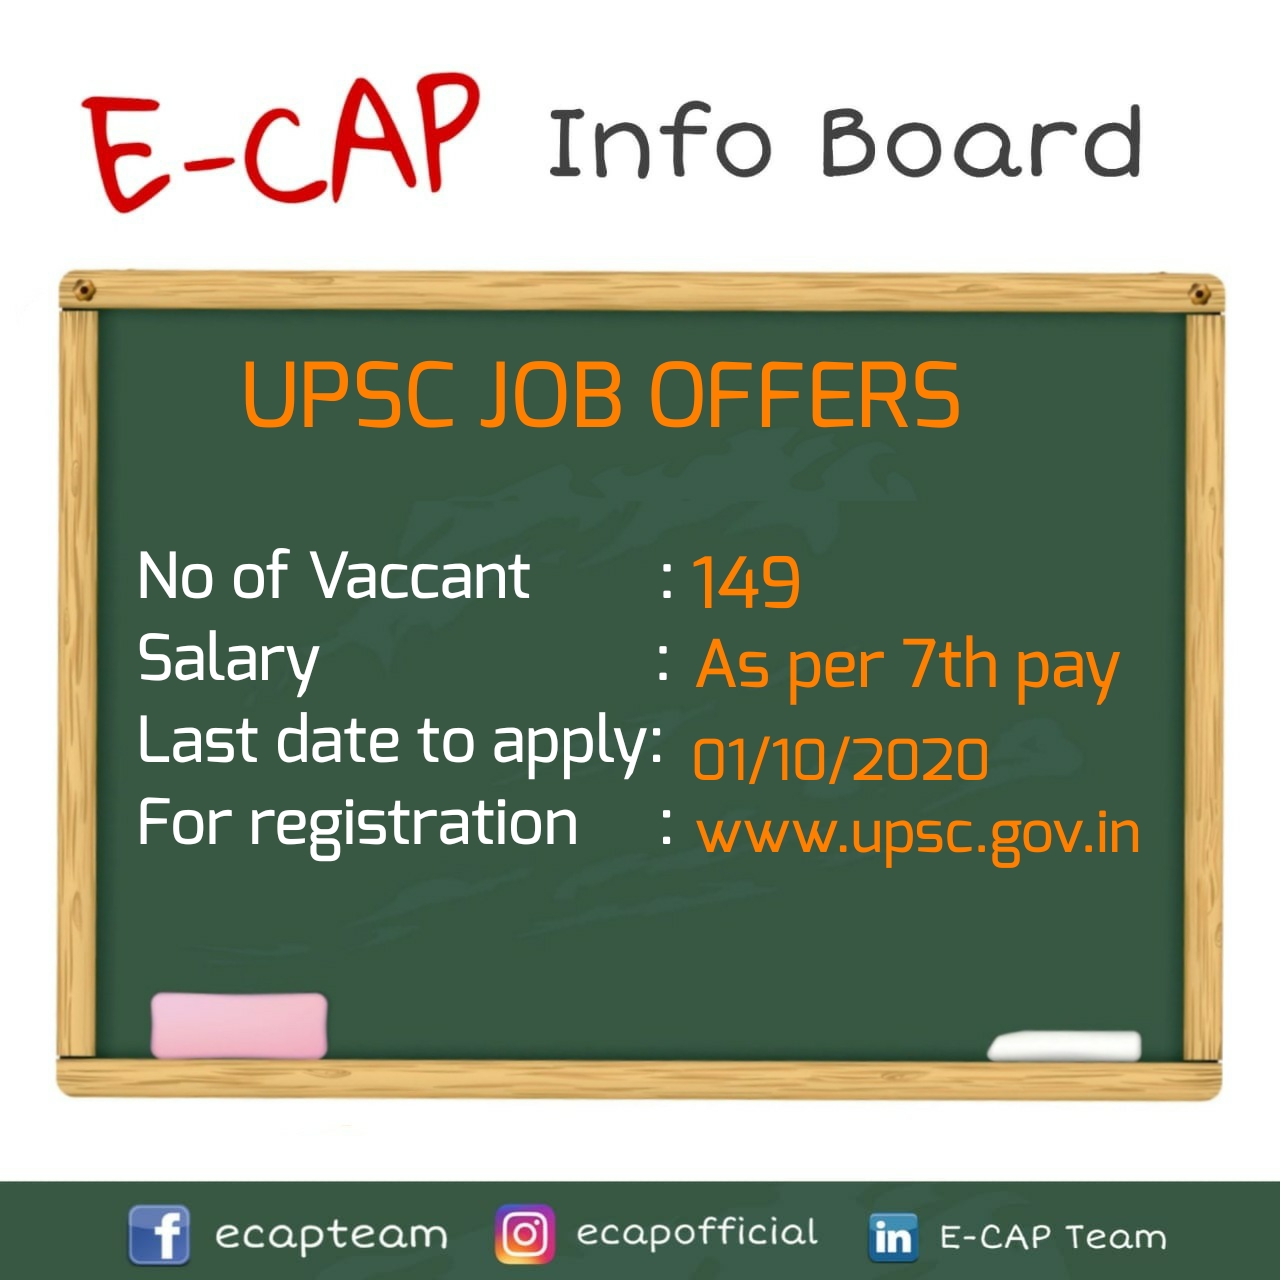 E-CAP Info Board
UPSC JOB OFFERS
No of Vaccant : 149
Salary : As per 7th pay
Last date to apply: 01/10/2020
For registration : www.upsc.gov.in
ecapteam ecapofficial E-CAP Team